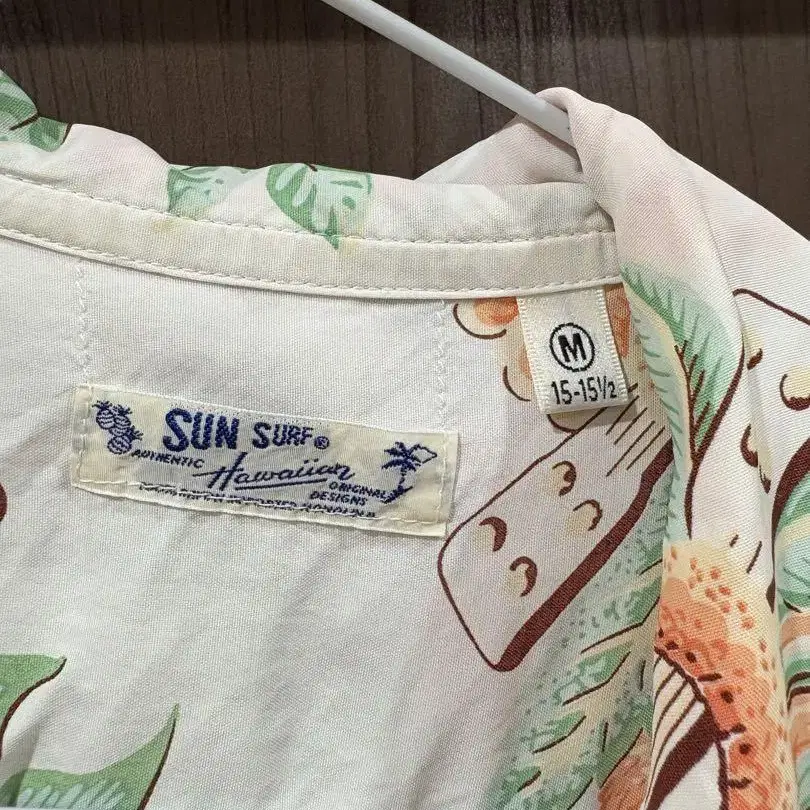 SUN SURF®
AUTHENTIC Hawaiian ORIGINAL
DESIGNS
M
15-15½